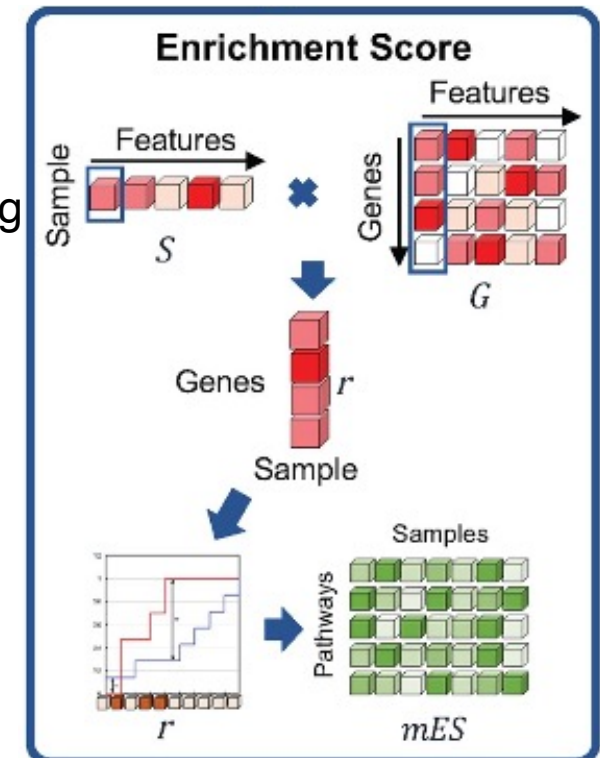 Enrichment Score
Features
Features
Sample
Genes
g
S
G
Genes
r
Sample
Samples
Pathways
r
mES